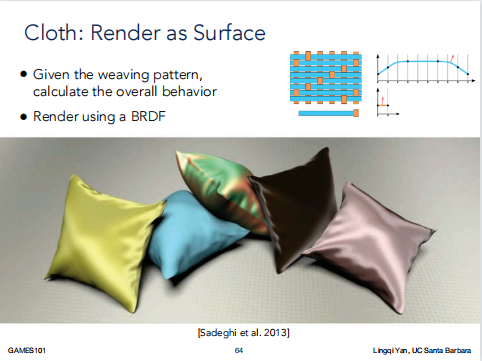 Cloth: Render as Surface
● Given the weaving pattern,
calculate the overall behavior
● Render using a BRDF
[Sadeghi et al. 2013]
GAMES101
64
Lingqi Yan, UC Santa Barbara